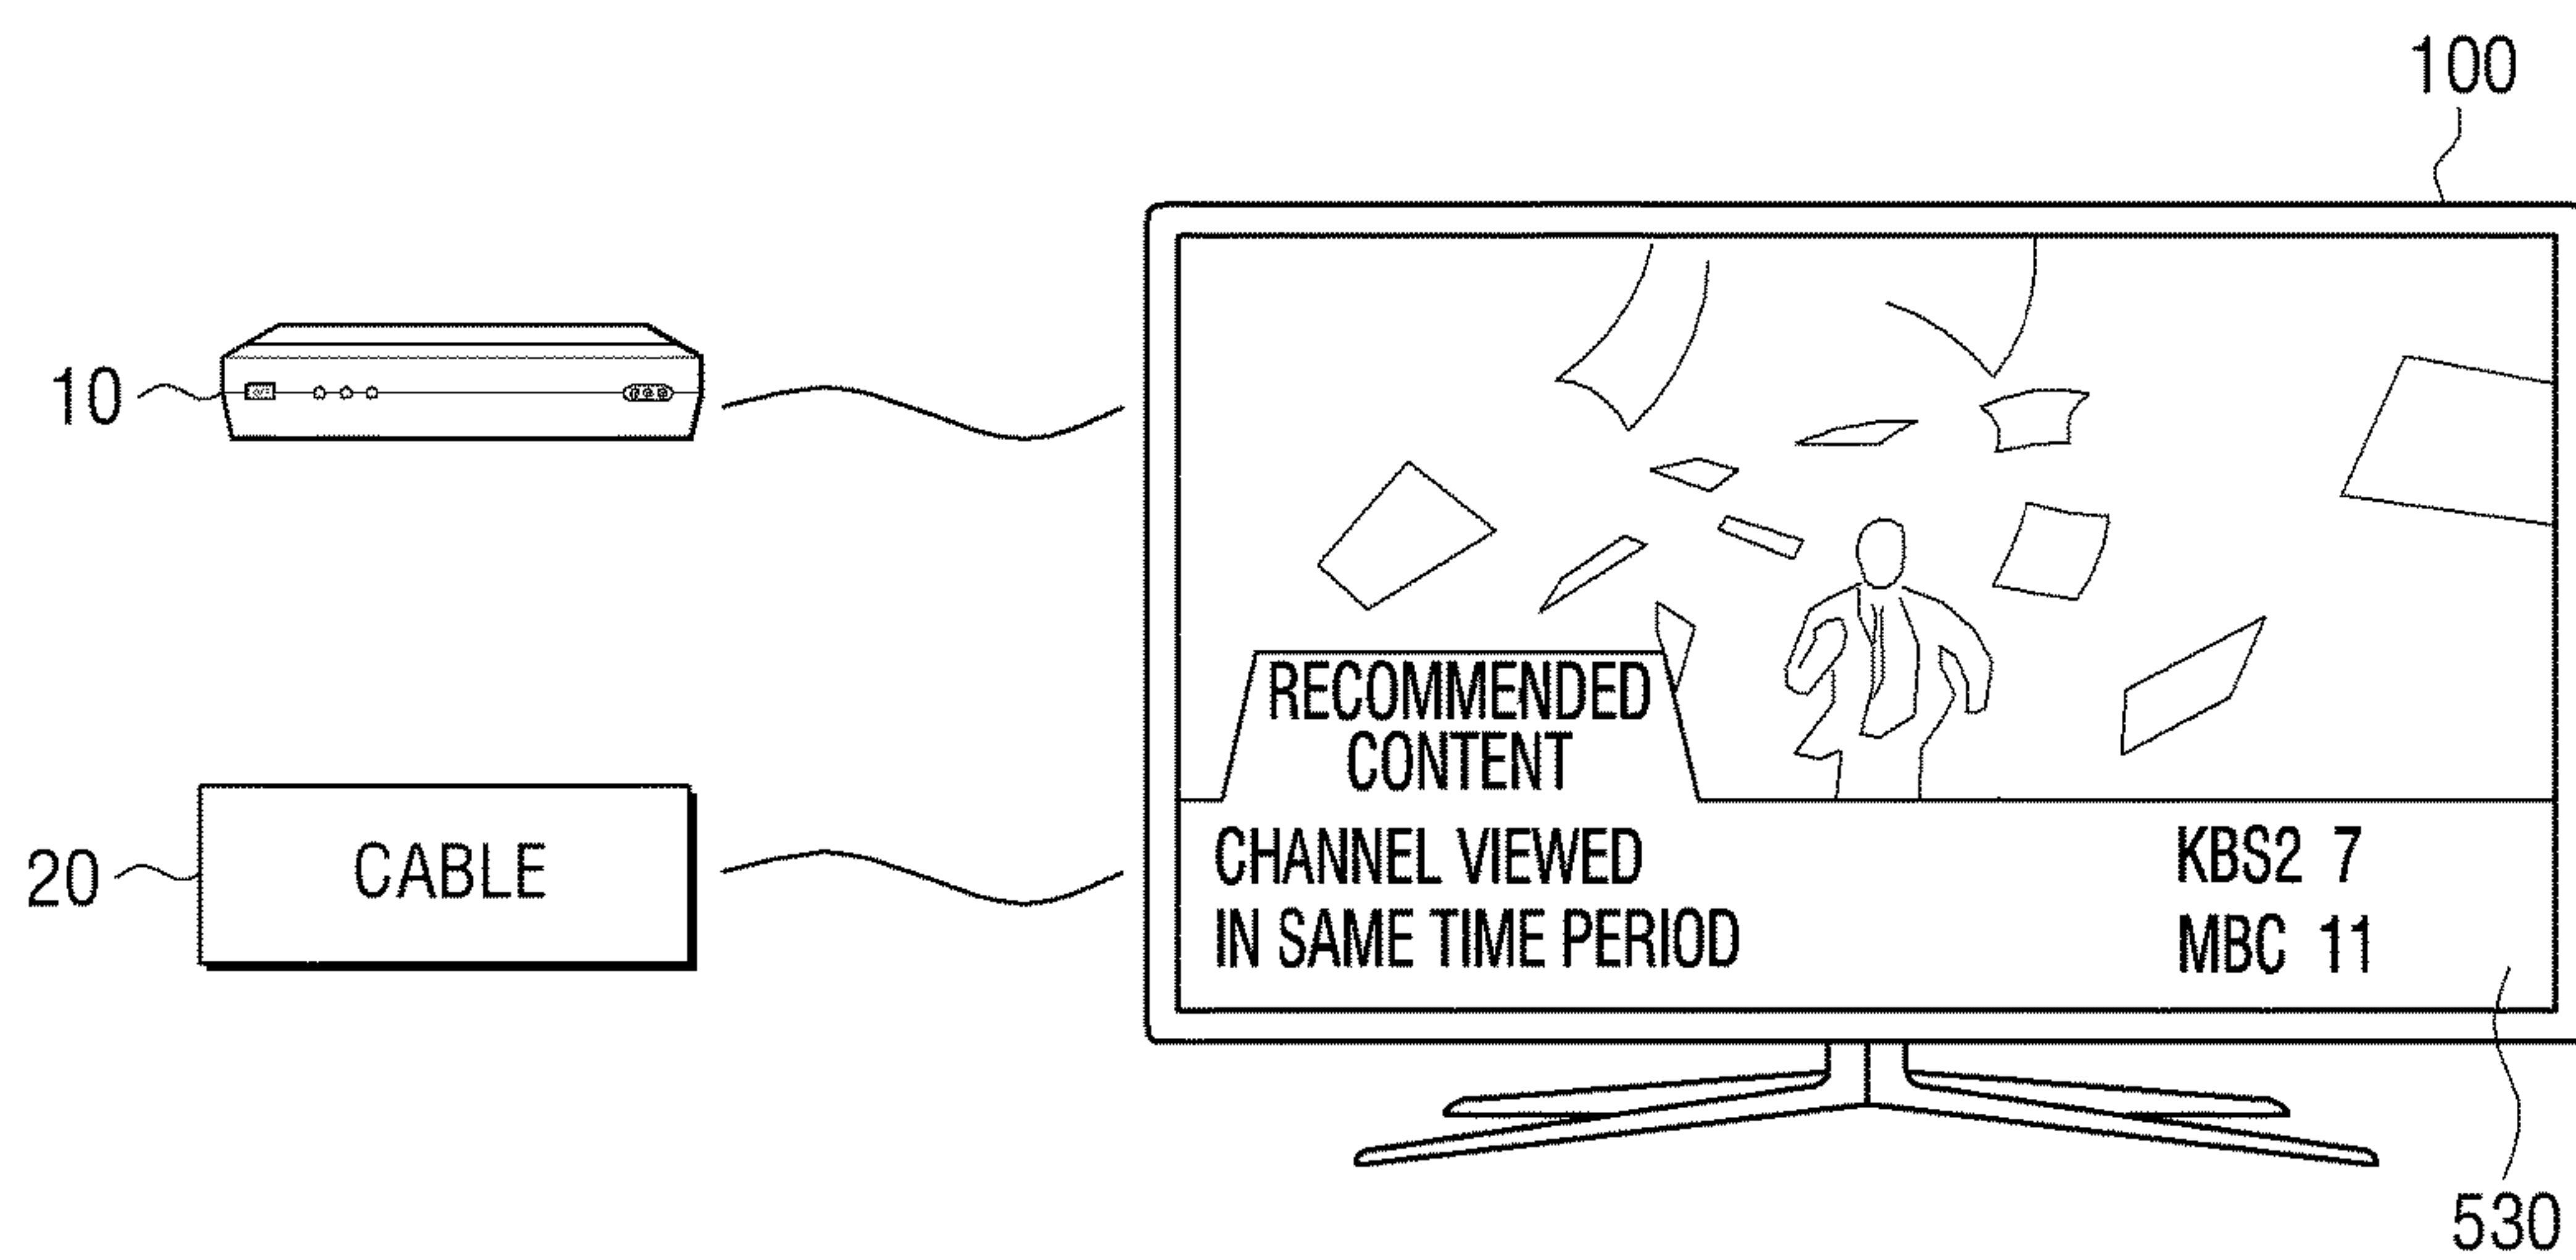 100
10
RECOMMENDED
CONTENT
20
CABLE
CHANNEL VIEWED
IN SAME TIME PERIOD
KBS2 7
MBC 11
530